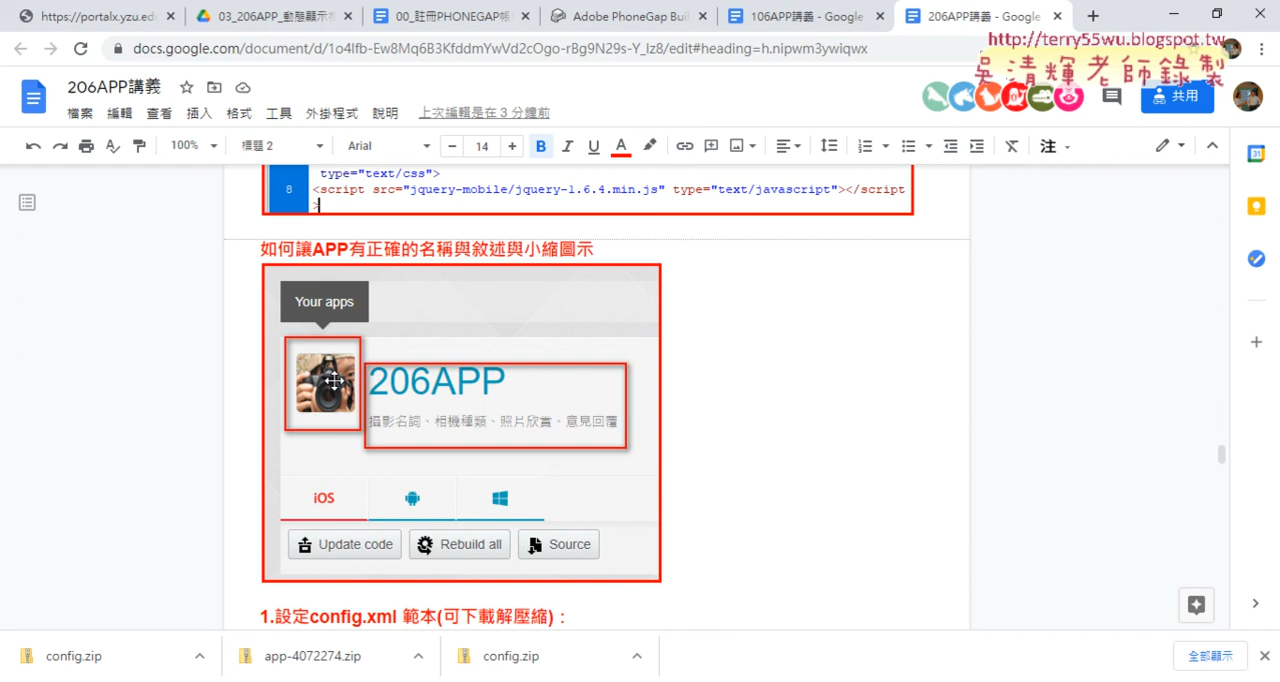 https://portalx.yzu.ed
03_206APP_動態顯示
00_註冊PHONEGAP帳
Adobe PhoneGap Buil
106APP講義 - Google
206APP講義 - Google
docs.google.com/document/d/1o4lfb-Ew8Mq6B3KfddmYwVd2cOgo-rBg9N29s-Y_Iz8/edit#heading=h.nipwm3ywiqwx
http://terry55wu.blogspot.tw
吳清輝老師錄製
206APP講義
檔案 編輯 查看 插入 格式 工具 外掛程式 說明 上次編輯是在 3 分鐘前
共用
100% 標題 2 Arial 14 B I U A 注
type="text/css">
8 <script src="jquery-mobile/jquery-1.6.4.min.js" type="text/javascript"></script
>
如何讓APP有正確的名稱與敘述與小縮圖示
Your apps
206APP
攝影名詞、相機種類、照片欣賞、意見回覆
iOS
Update code Rebuild all Source
1.設定config.xml 範本(可下載解壓縮)：
config.zip app-4072274.zip config.zip 全部顯示